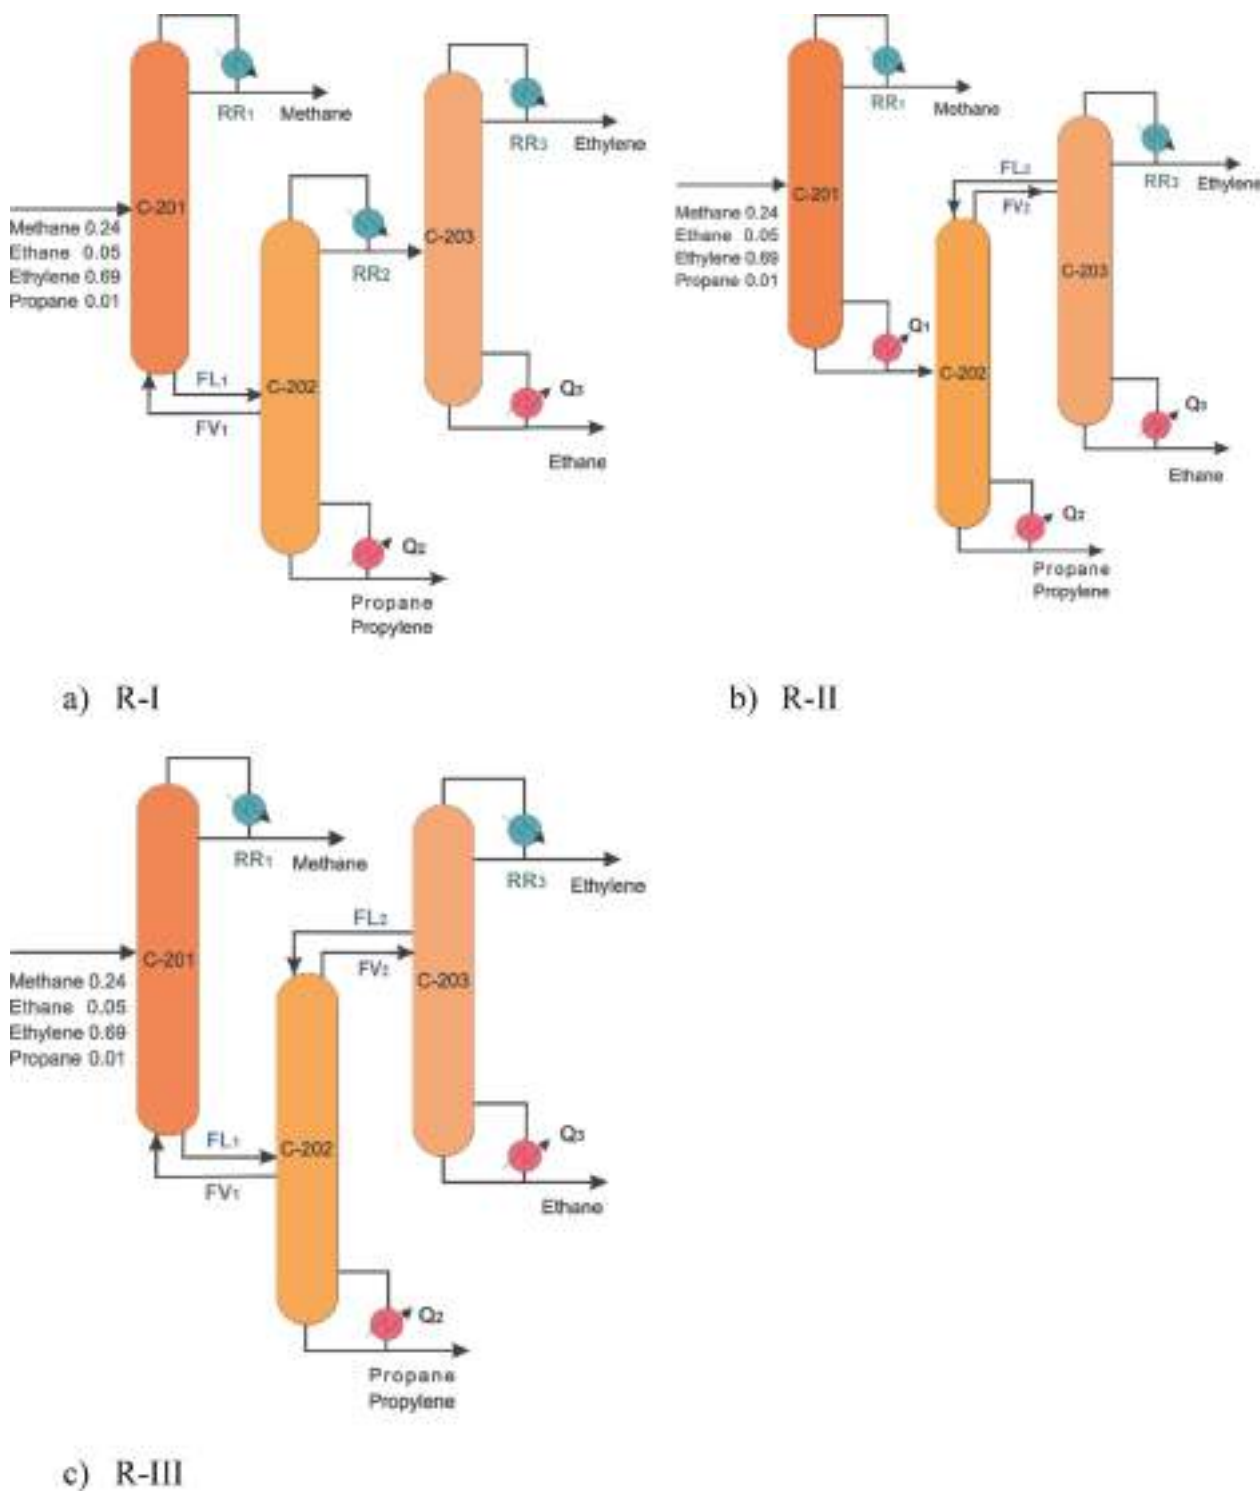 C-201
RR1
Methane
RR3
Ethylene
Methane 0.24
Ethane 0.05
Ethylene 0.69
Propane 0.01
C-203
RR2
FL1
FV1
C-202
Q3
Ethane
Q2
Propane
Propylene
a) R-I
C-201
RR1
Methane
FL2
FV2
RR3
Ethylene
Methane 0.24
Ethane 0.05
Ethylene 0.69
Propane 0.01
C-203
Q1
C-202
Q3
Ethane
Q2
Propane
Propylene
b) R-II
C-201
RR1
Methane
RR3
Ethylene
FL2
FV2
C-203
Methane 0.24
Ethane 0.05
Ethylene 0.69
Propane 0.01
FL1
FV1
C-202
Q3
Ethane
Q2
Propane
Propylene
c) R-III